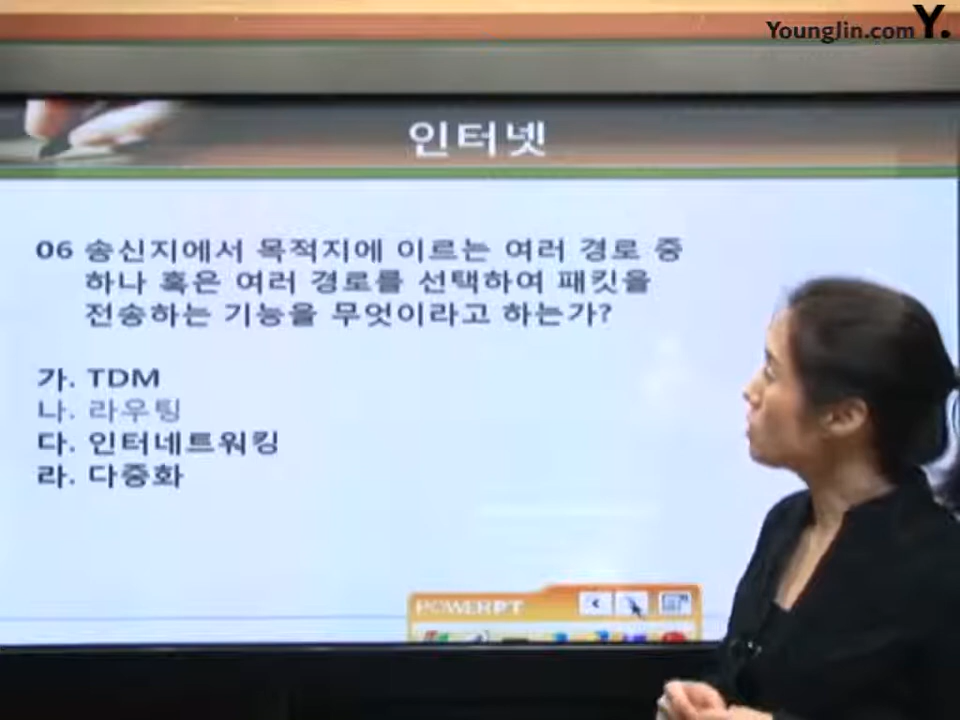 Younglin.com Y.
인터넷
06 송신지에서 목적지에 이르는 여러 경로 중
하나 혹은 여러 경로를 선택하여 패킷을
전송하는 기능을 무엇이라고 하는가?
가. TDM
나. 라우팅
다. 인터네트워킹
라. 다중화
POWERPT